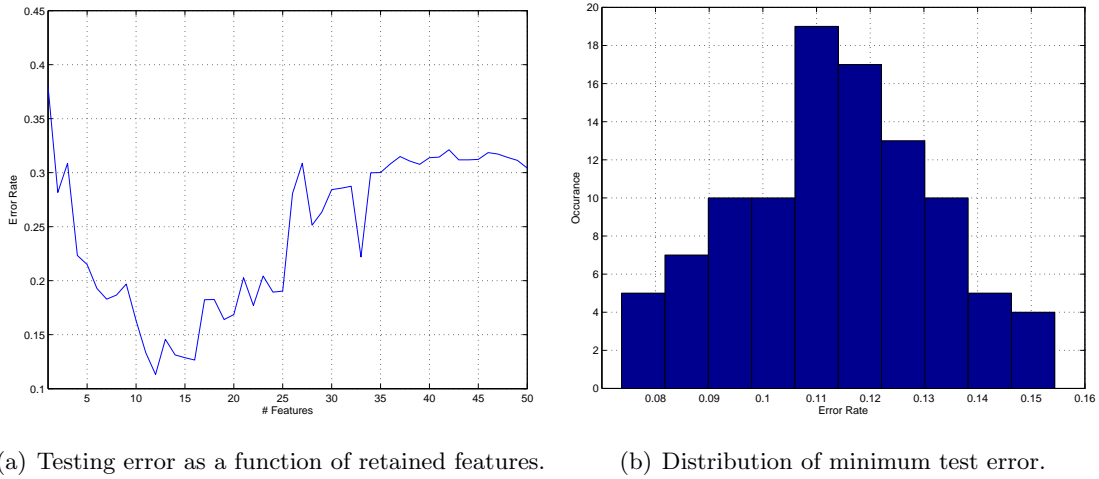 0.45
0.4
0.35
0.3
0.25
0.2
0.15
0.1
Error Rate
5 10 15 20 25 30 35 40 45 50
# Features
20
18
16
14
12
10
8
6
4
2
0
Occurance
0.08 0.09 0.1 0.11 0.12 0.13 0.14 0.15 0.16
Error Rate
(a) Testing error as a function of retained features.
(b) Distribution of minimum test error.